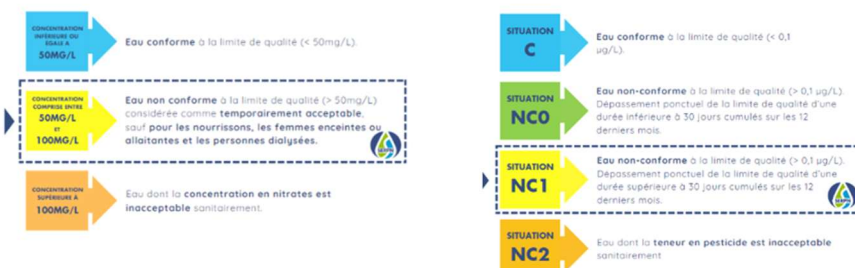 CONCENTRATION
INFÉRIEURE OU
ÉGALE A
50MG/L
Eau conforme à la limite de qualité (< 50mg/L).
CONCENTRATION
COMPRISE ENTRE
50MG/L
ET
100MG/L
Eau non conforme à la limite de qualité (> 50mg/L)
considérée comme temporairement acceptable,
sauf pour les nourrissons, les femmes enceintes ou
allaitantes et les personnes dialysées.
CONCENTRATION
SUPÉRIEURE À
100MG/L
Eau dont la concentration en nitrates est
inacceptable sanitairement.
SITUATION
C
Eau conforme à la limite de qualité (< 0,1
µg/L).
SITUATION
NC0
Eau non-conforme à la limite de qualité (> 0,1 µg/L).
Dépassement ponctuel de la limite de qualité d'une
durée inférieure à 30 jours cumulés sur les 12
derniers mois.
SITUATION
NC1
Eau non-conforme à la limite de qualité (> 0,1 µg/L).
Dépassement ponctuel de la limite de qualité d'une
durée supérieure à 30 jours cumulés sur les 12
derniers mois.
SITUATION
NC2
Eau dont la teneur en pesticide est inacceptable
sanitairement